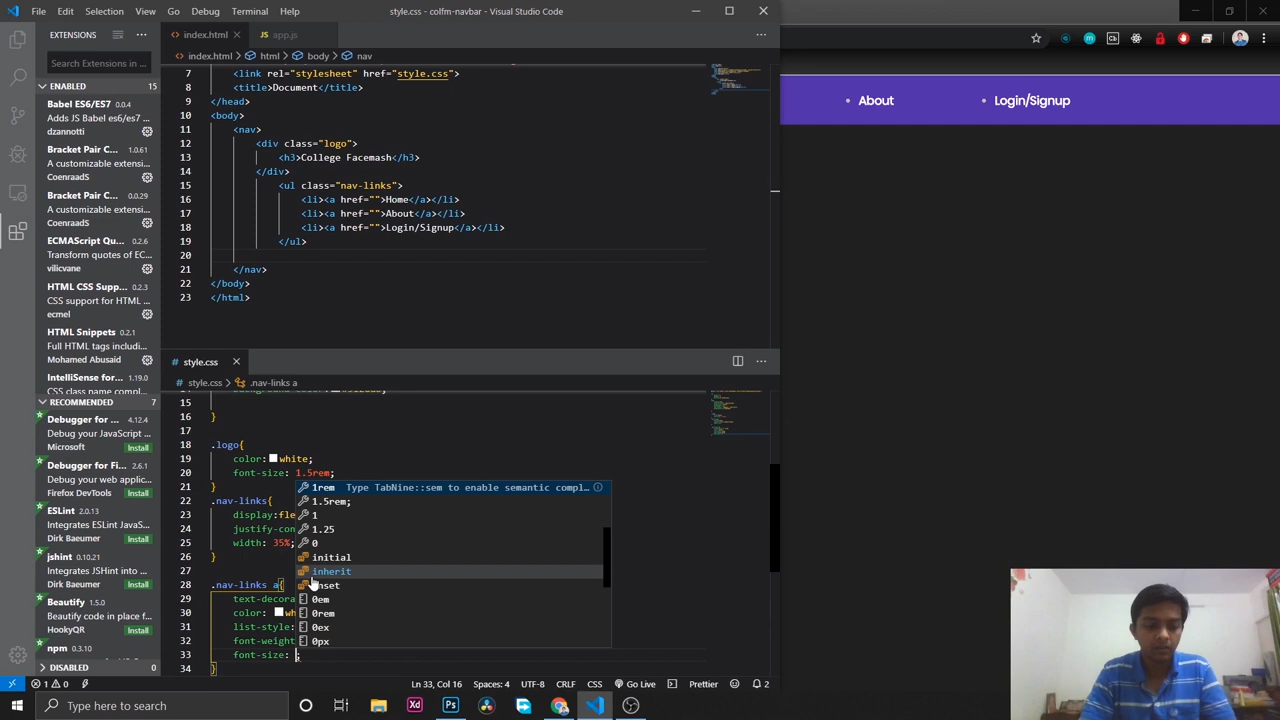 File Edit Selection View Go Debug Terminal Help style.css - colfm-navbar - Visual Studio Code
EXTENSIONS
Search Extensions in
ENABLED 15
Babel ES6/ES7 0.4
Adds JS Babel es6/es7 ...
dzannotti
Bracket Pair C... 1.0.61
A customizable extensi...
CoenraadS
Bracket Pair C... 0.0.29
A customizable extensi...
CoenraadS
ECMAScript Qu... 0.2.6
Transform quotes of EC...
vilicvane
HTML CSS Supp... 0.2.3
CSS support for HTML ...
ecmel
HTML Snippets 0.2.1
Full HTML tags includi...
Mohamed Abusaid
IntelliSense for... 1.19.0
CSS class name compl...
RECOMMENDED 7
Debugger for ... 4.12.4
Debug your JavaScript ...
Microsoft Install
Debugger for Fi... 2.6.1
Debug your web applic...
Firefox DevTools Install
ESLint 2.0.13
Integrates ESLint JavaS...
Dirk Baeumer Install
jshint 0.10.21
Integrates JSHint into ...
Dirk Baeumer Install
Beautify 1.5.0
Beautify code in place f...
HookyQR Install
npm 0.3.10
DISABLED 0
index.html app.js
index.html > html > body > nav
7 <link rel="stylesheet" href="style.css">
8 <title>Document</title>
9 </head>
10 <body>
11 <nav>
12 <div class="logo">
13 <h3>College Facemash</h3>
14 </div>
15 <ul class="nav-links">
16 <li><a href="">Home</a></li>
17 <li><a href="">About</a></li>
18 <li><a href="">Login/Signup</a></li>
19 </ul>
20
21 </nav>
22 </body>
23 </html>
style.css
style.css > .nav-links a
15
16 }
17
18 .logo{
19 color: white;
20 font-size: 1.5rem;
21 }
22 .nav-links{
23 display:fle
24 justify-con
25 width: 35%;
26 }
27
28 .nav-links a{
29 text-decora
30 color: wh
31 list-style:
32 font-weight
33 font-size: ;
34 }
1rem Type TabNine::sem to enable semantic compl...
1.5rem;
1
1.25
0
initial
inherit
unset
0em
0rem
0ex
0px
1 0 Ln 33, Col 16 Spaces: 4 UTF-8 CRLF CSS Go Live Prettier 2
Type here to search
• About • Login/Signup